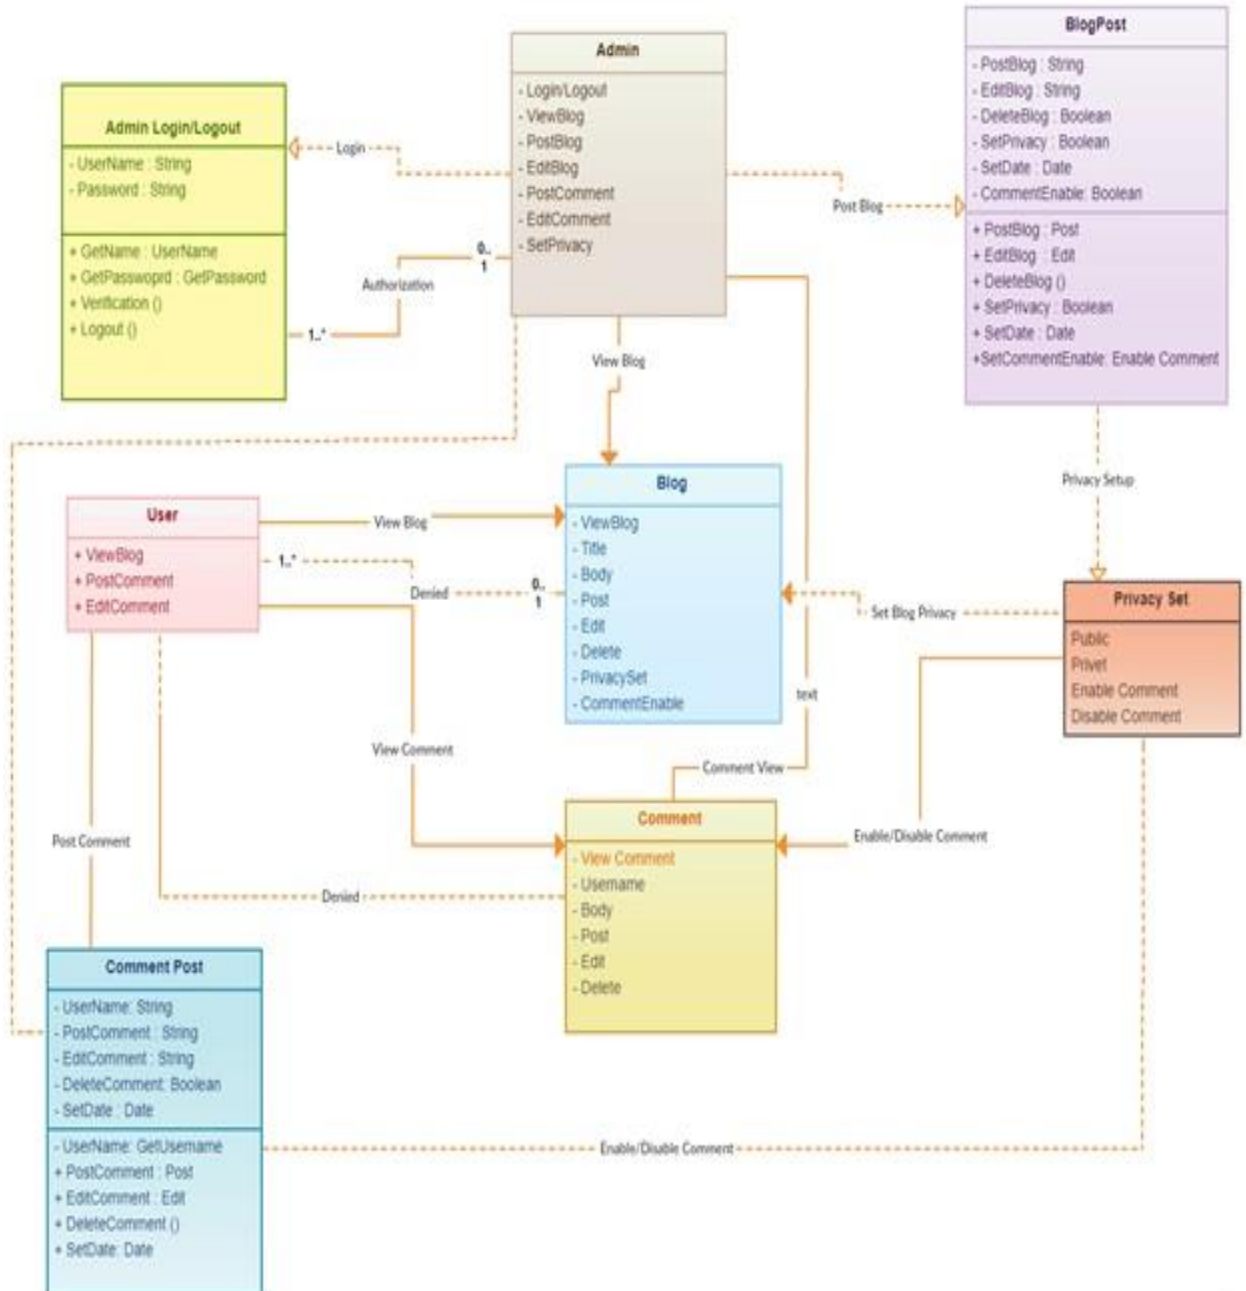 Admin
- Login/Logout
- ViewBlog
- PostBlog
- EditBlog
- PostComment
- EditComment
- SetPrivacy
BlogPost
- PostBlog : String
- EditBlog : String
- DeleteBlog : Boolean
- SetPrivacy : Boolean
- SetDate : Date
- CommentEnable: Boolean
+ PostBlog : Post
+ EditBlog : Edit
+ DeleteBlog ()
+ SetPrivacy : Boolean
+ SetDate : Date
+SetCommentEnable: Enable Comment
Admin Login/Logout
- UserName : String
- Password : String
+ GetName : UserName
+ GetPasswoprd : GetPassword
+ Verification ()
+ Logout ()
Login
Post Blog
0..
1
Authorization
1..*
View Blog
Privacy Setup
Blog
- ViewBlog
- Title
- Body
- Post
- Edit
- Delete
- PrivacySet
- CommentEnable
User
+ ViewBlog
+ PostComment
+ EditComment
View Blog
1..*
Denied
0..
1
Set Blog Privacy
Privacy Set
Public
Privet
Enable Comment
Disable Comment
text
View Comment
Comment View
Post Comment
Enable/Disable Comment
Comment
- View Comment
- Username
- Body
- Post
- Edit
- Delete
Denied
Comment Post
- UserName: String
- PostComment : String
- EditComment : String
- DeleteComment: Boolean
- SetDate : Date
- UserName: GetUsername
+ PostComment : Post
+ EditComment : Edit
+ DeleteComment ()
+ SetDate: Date
Enable/Disable Comment